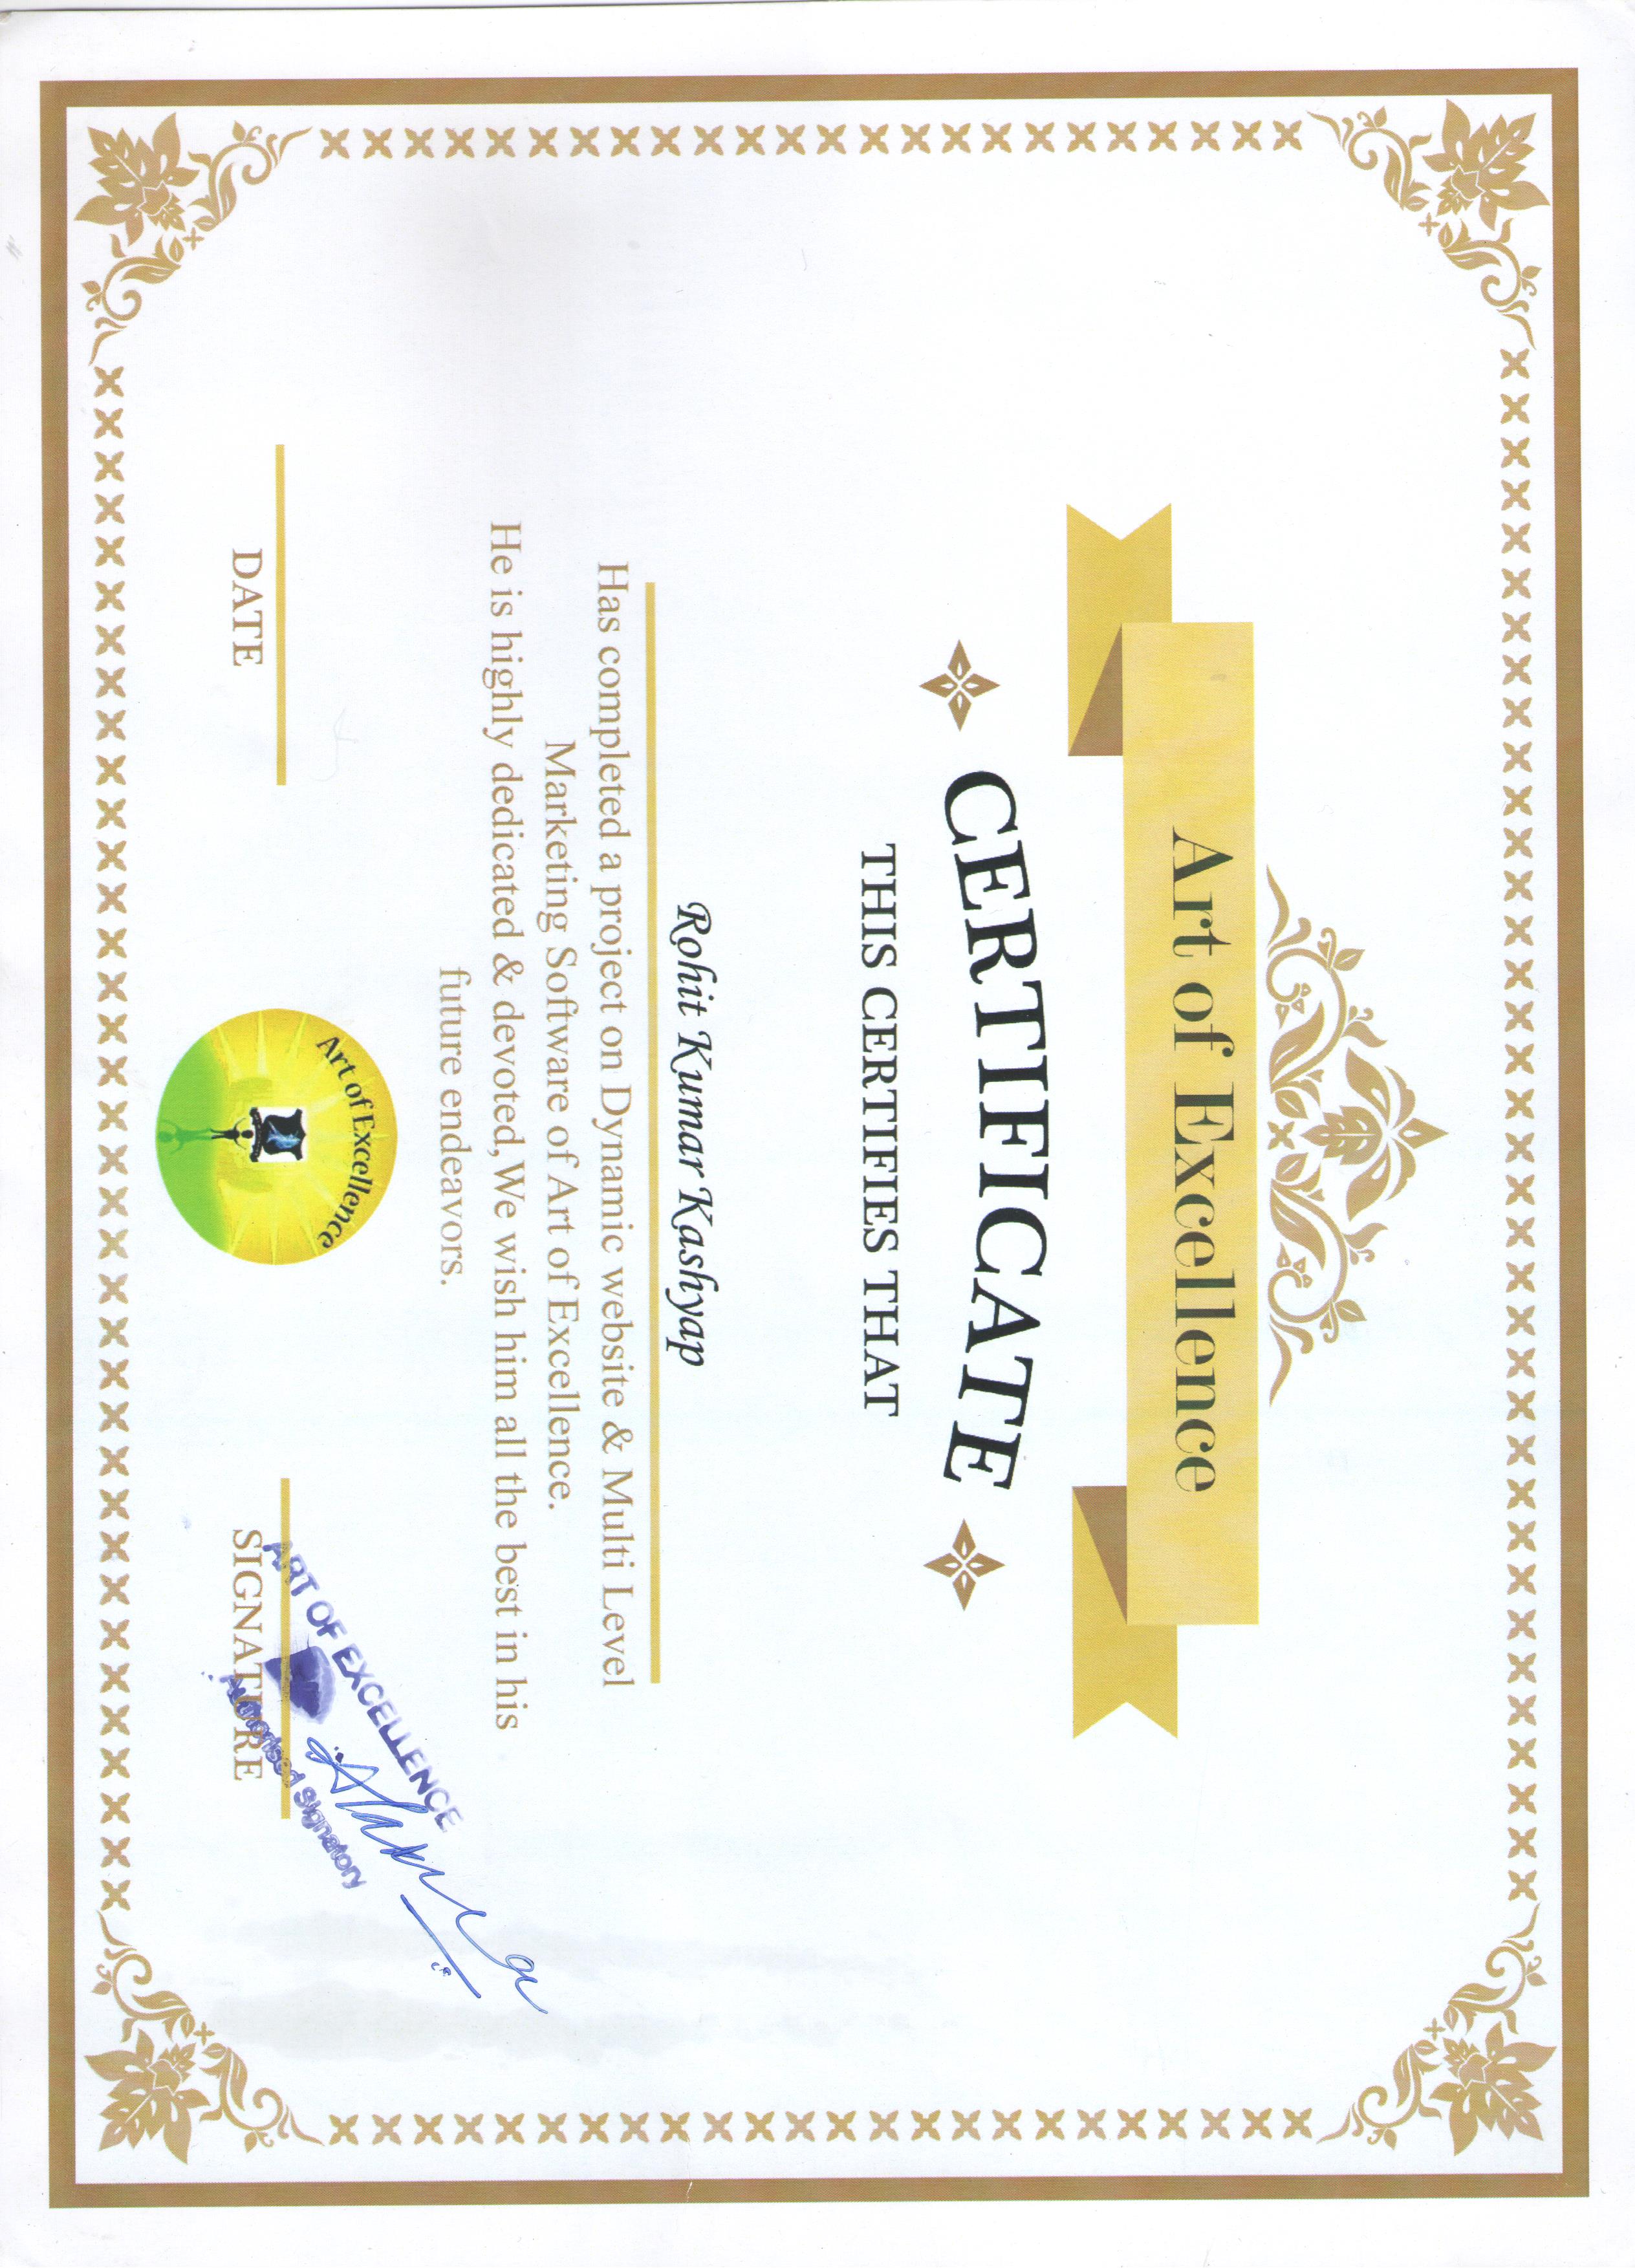 Art of Excellence
CERTIFICATE
THIS CERTIFIES THAT
Rohit Kumar Kashyap
Has completed a project on Dynamic website & Multi Level
Marketing Software of Art of Excellence.
He is highly dedicated & devoted,We wish him all the best in his
future endeavors.
Art of Excellence
ART OF EXCELLENCE
Authorised Signatory
DATE
SIGNATURE